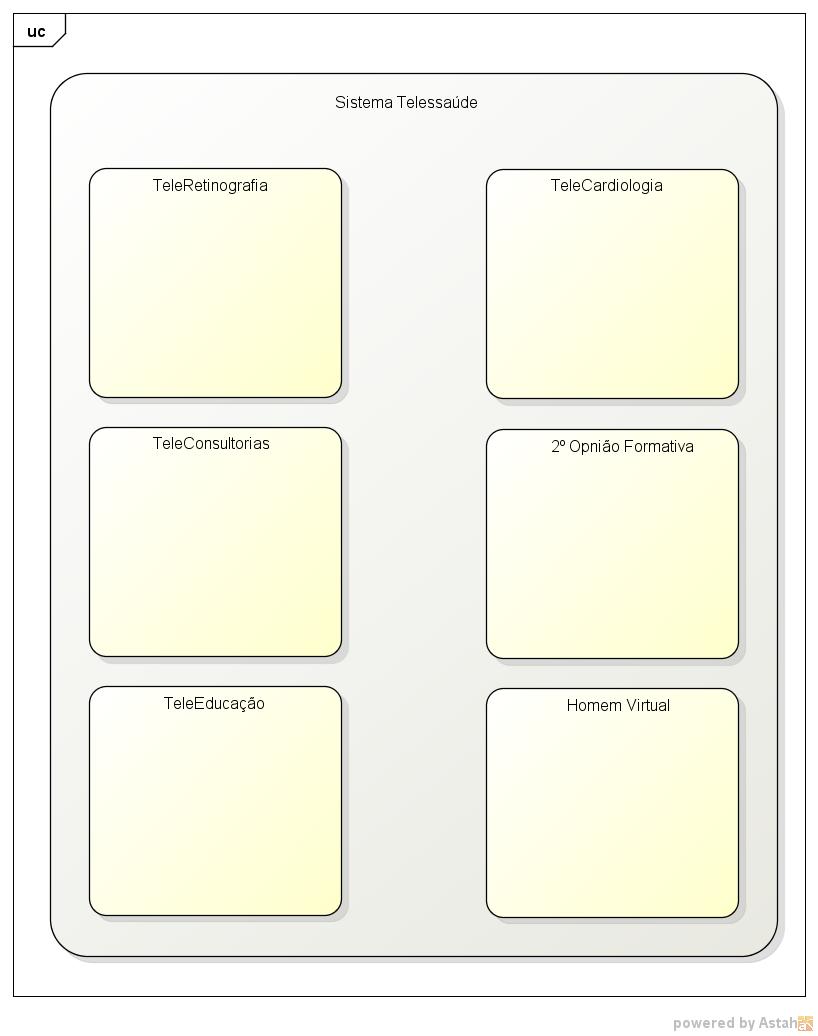 uc
Sistema Telessaúde
TeleRetinografia
TeleCardiologia
TeleConsultorias
2º Opnião Formativa
TeleEducação
Homem Virtual
powered by Astah